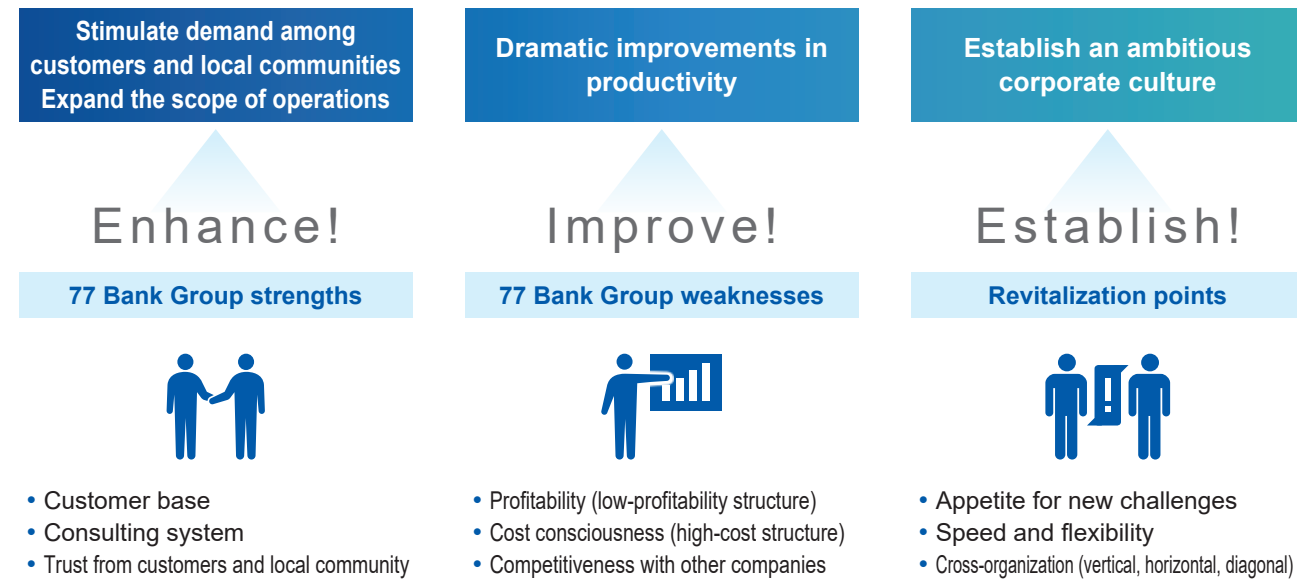 Stimulate demand among
customers and local communities
Expand the scope of operations
Enhance!
77 Bank Group strengths
• Customer base
• Consulting system
• Trust from customers and local community
Dramatic improvements in
productivity
Improve!
77 Bank Group weaknesses
• Profitability (low-profitability structure)
• Cost consciousness (high-cost structure)
• Competitiveness with other companies
Establish an ambitious
corporate culture
Establish!
Revitalization points
• Appetite for new challenges
• Speed and flexibility
• Cross-organization (vertical, horizontal, diagonal)